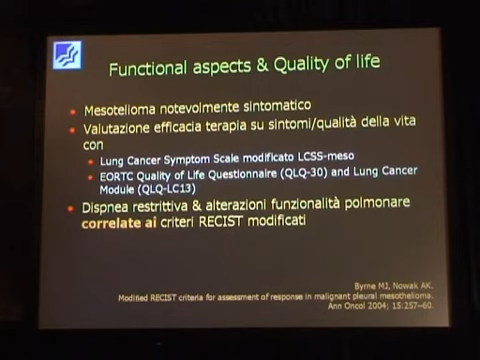 Functional aspects & Quality of life
Mesotelioma notevolmente sintomatico
Valutazione efficacia terapia su sintomi/qualità della vita
con
Lung Cancer Symptom Scale modificato LCSS-meso
EORTC Quality of Life Questionnaire (QLQ-30) and Lung Cancer
Module (QLQ-LC13)
Dispnea restrittiva & alterazioni funzionalità polmonare
correlate ai criteri RECIST modificati
Byrne MJ, Nowak AK.
Modified RECIST criteria for assessment of response in malignant pleural mesothelioma.
Ann Oncol 2004; 15:257–60.